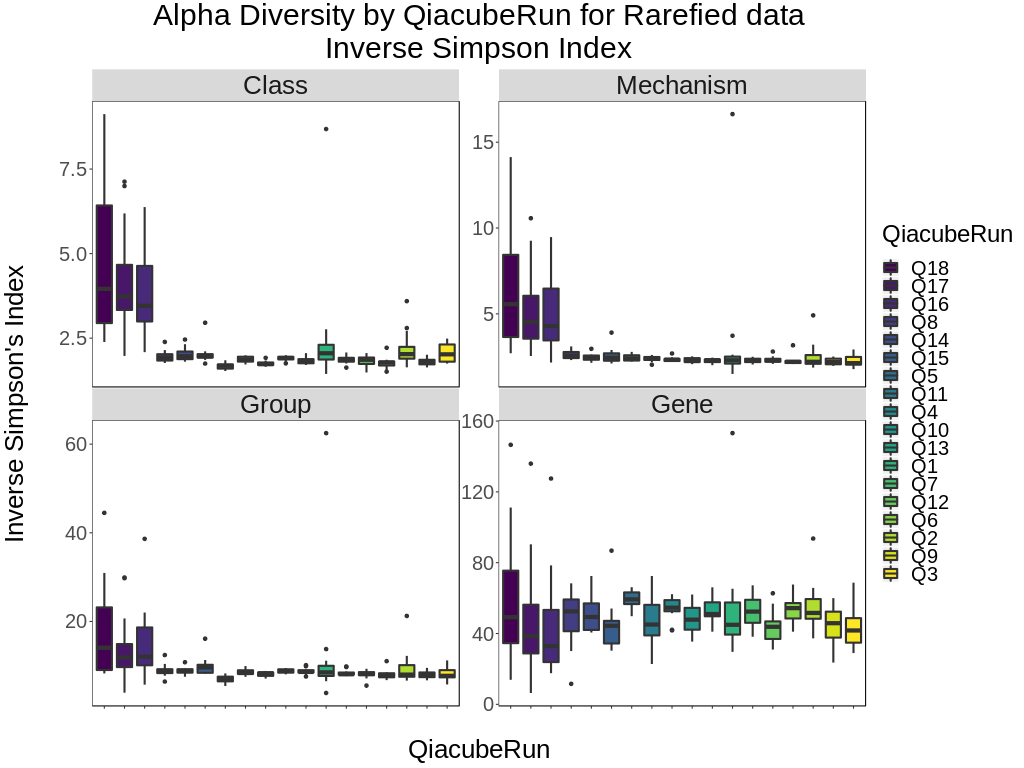 Alpha Diversity by QiacubeRun for Rarefied data
Inverse Simpson Index
Class
Mechanism
7.5
5.0
2.5
15
10
5
Group
Gene
60
40
20
160
120
80
40
0
Inverse Simpson's Index
QiacubeRun
QiacubeRun
Q18
Q17
Q16
Q8
Q14
Q15
Q5
Q11
Q4
Q10
Q13
Q1
Q7
Q12
Q6
Q2
Q9
Q3